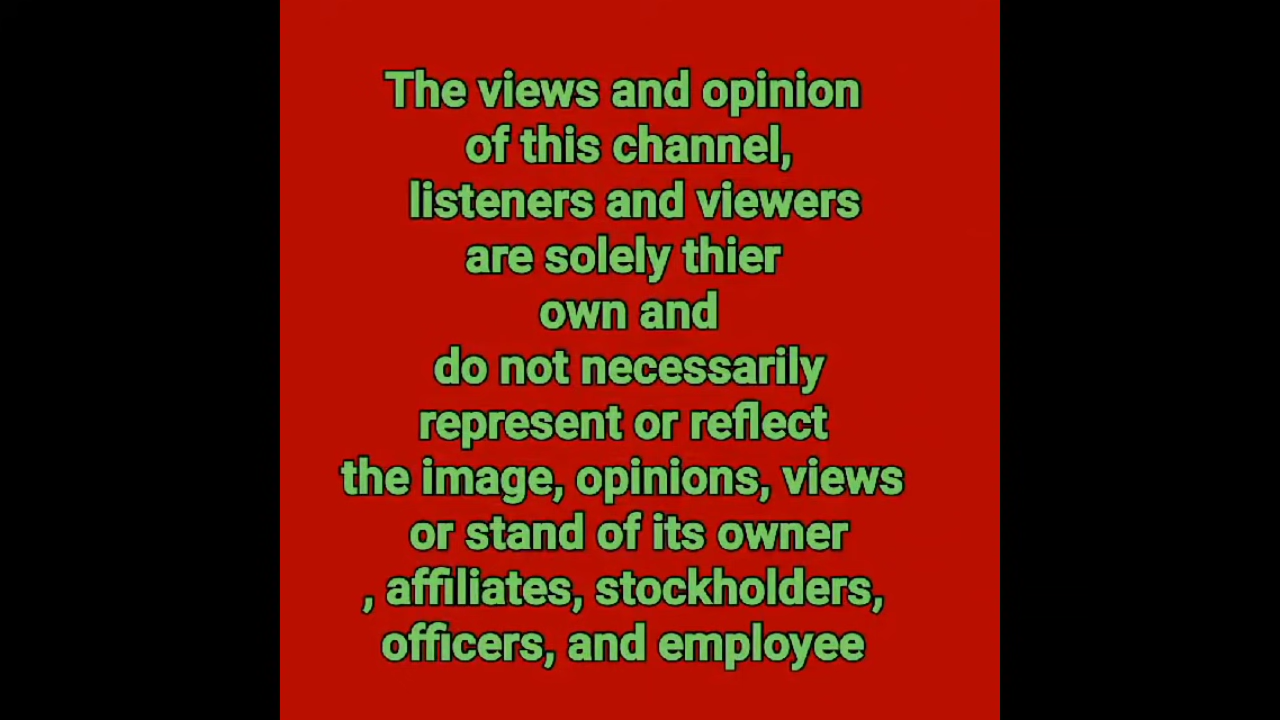 The views and opinion
of this channel,
listeners and viewers
are solely thier
own and
do not necessarily
represent or reflect
the image, opinions, views
or stand of its owner
, affiliates, stockholders,
officers, and employee